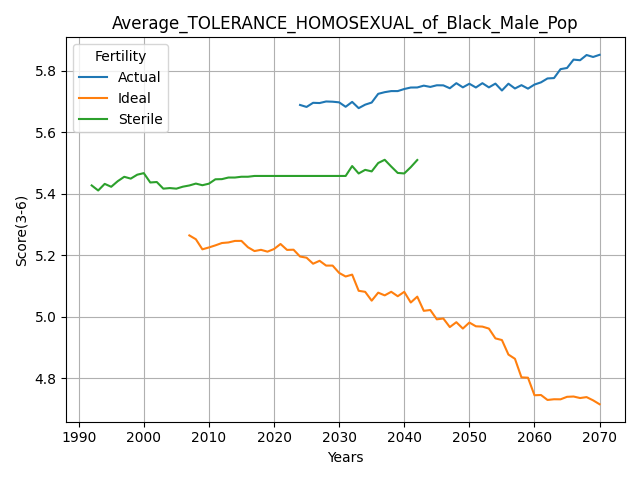 Average_TOLERANCE_HOMOSEXUAL_of_Black_Male_Pop
Fertility
Actual
Ideal
Sterile
Score(3-6)
5.8
5.6
5.4
5.2
5.0
4.8
1990 2000 2010 2020 2030 2040 2050 2060 2070
Years